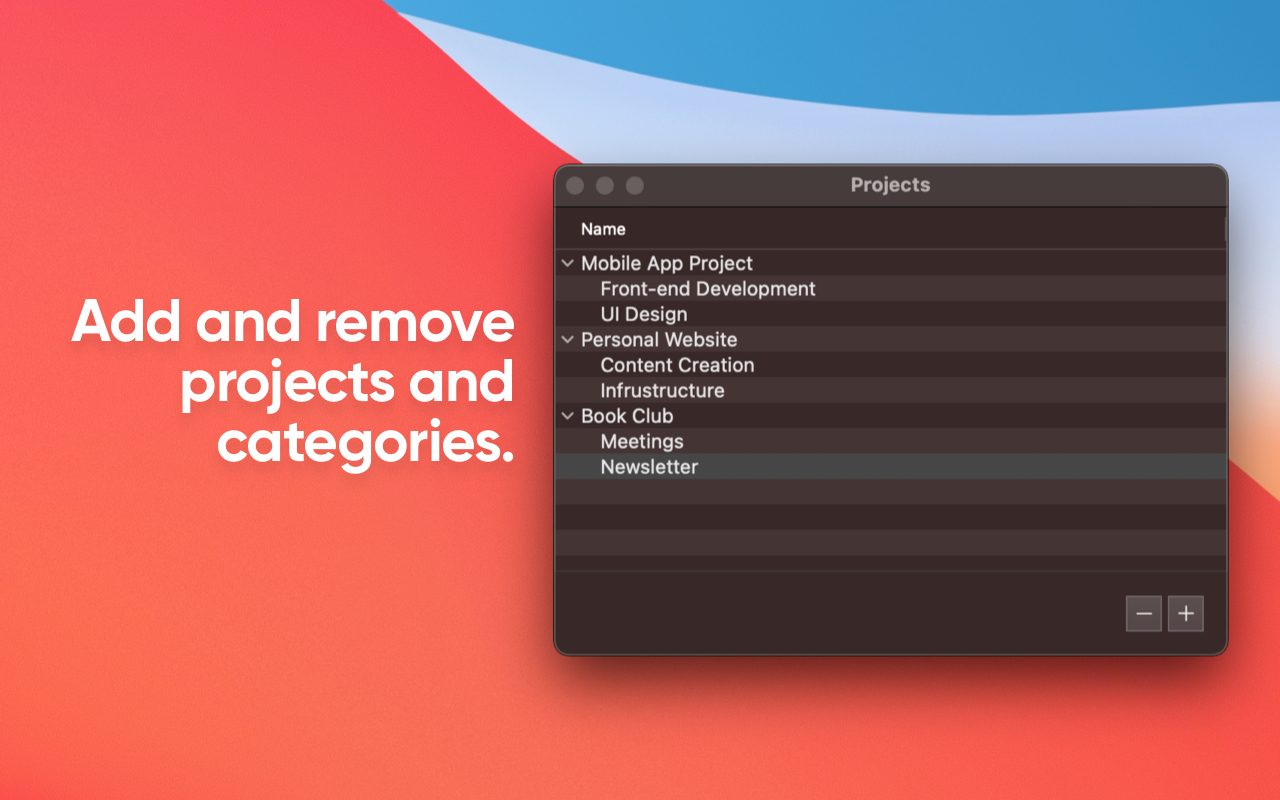 Add and remove
projects and
categories.
Projects
Name
Mobile App Project
Front-end Development
UI Design
Personal Website
Content Creation
Infrustructure
Book Club
Meetings
Newsletter